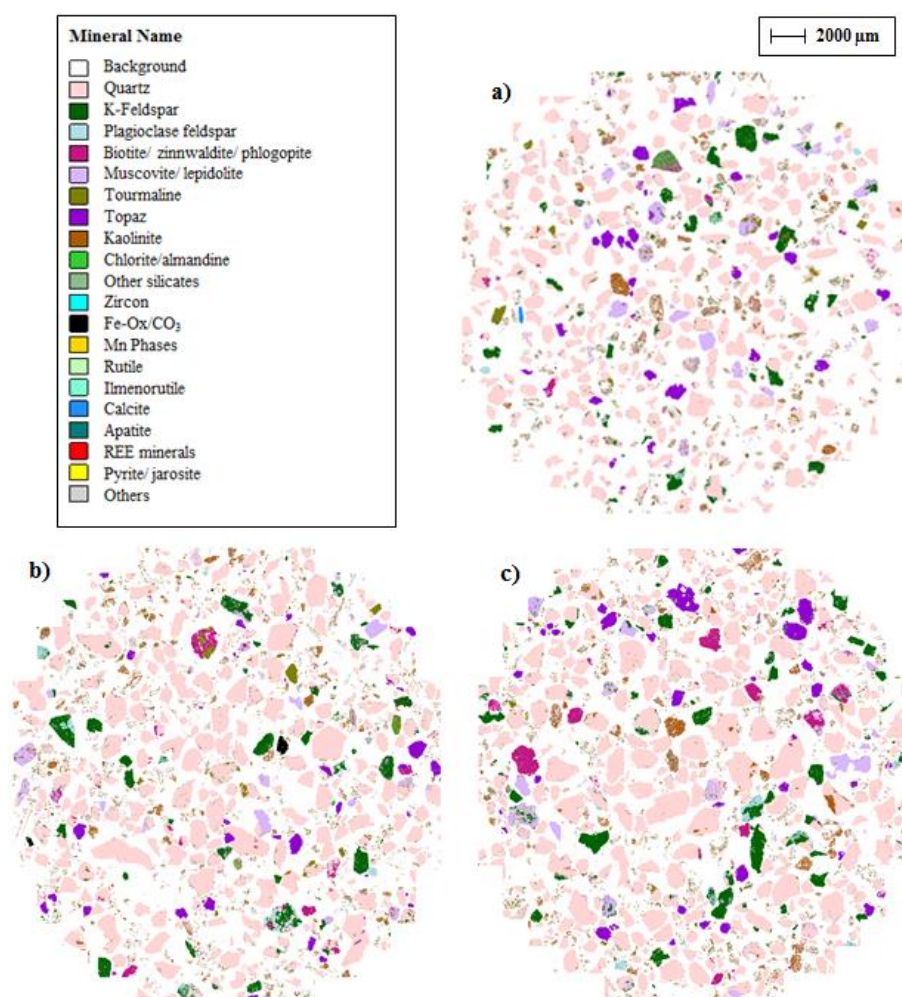 Mineral Name
Background
Quartz
K-Feldspar
Plagioclase feldspar
Biotite/ zinnwaldite/ phlogopite
Muscovite/ lepidolite
Tourmaline
Topaz
Kaolinite
Chlorite/almandine
Other silicates
Zircon
Fe-Ox/CO₃
Mn Phases
Rutile
Ilmenorutile
Calcite
Apatite
REE minerals
Pyrite/ jarosite
Others
2000 µm
a)
b)
c)